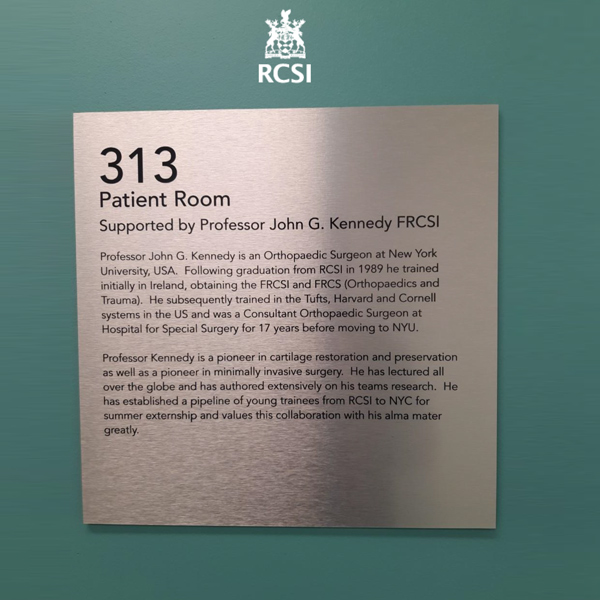 RCSI
313
Patient Room
Supported by Professor John G. Kennedy FRCSI
Professor John G. Kennedy is an Orthopaedic Surgeon at New York
University, USA. Following graduation from RCSI in 1989 he trained
initially in Ireland, obtaining the FRCSI and FRCS (Orthopaedics and
Trauma). He subsequently trained in the Tufts, Harvard and Cornell
systems in the US and was a Consultant Orthopaedic Surgeon at
Hospital for Special Surgery for 17 years before moving to NYU.
Professor Kennedy is a pioneer in cartilage restoration and preservation
as well as a pioneer in minimally invasive surgery. He has lectured all
over the globe and has authored extensively on his teams research. He
has established a pipeline of young trainees from RCSI to NYC for
summer externship and values this collaboration with his alma mater
greatly.